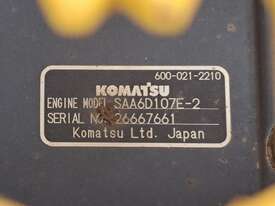 600-021-2210
KOMATSU
ENGINE MODEL SAA6D107E-2
SERIAL NO. 26667661
Komatsu Ltd. Japan